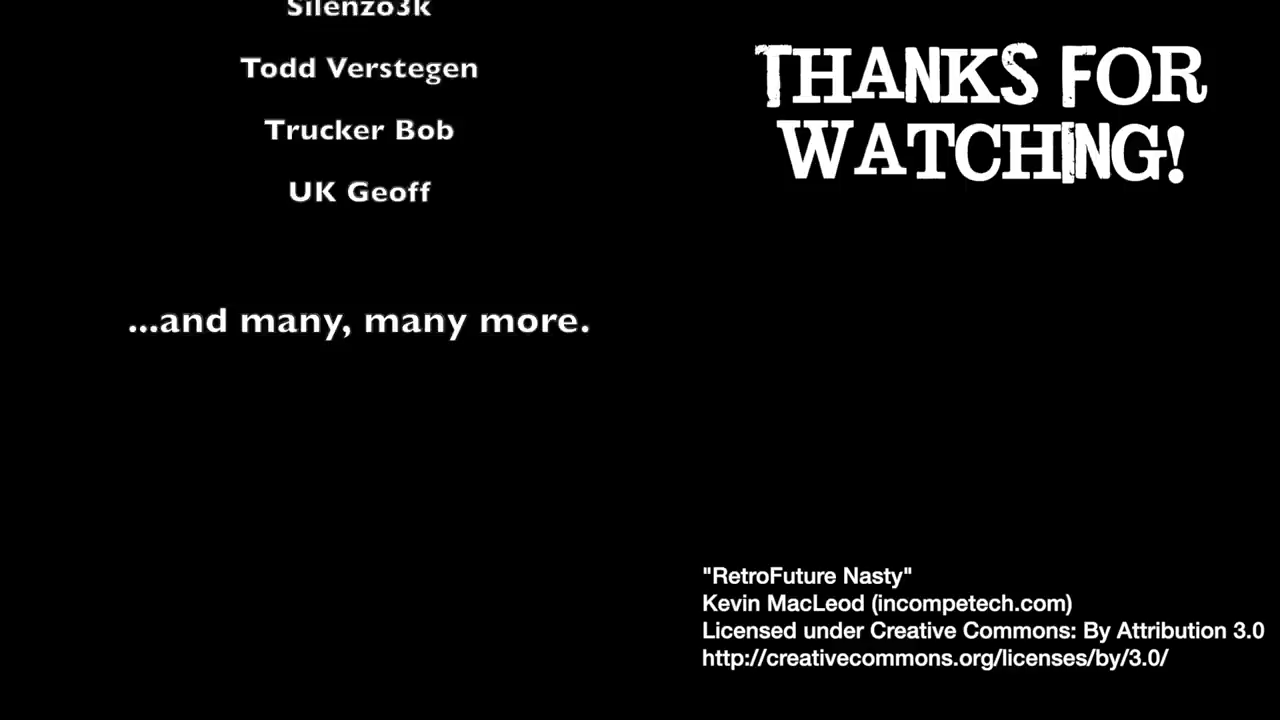 Silenzo3k
Todd Verstegen
Trucker Bob
UK Geoff
...and many, many more.
THANKS FOR
WATCHING!
"RetroFuture Nasty"
Kevin MacLeod (incompetech.com)
Licensed under Creative Commons: By Attribution 3.0
http://creativecommons.org/licenses/by/3.0/